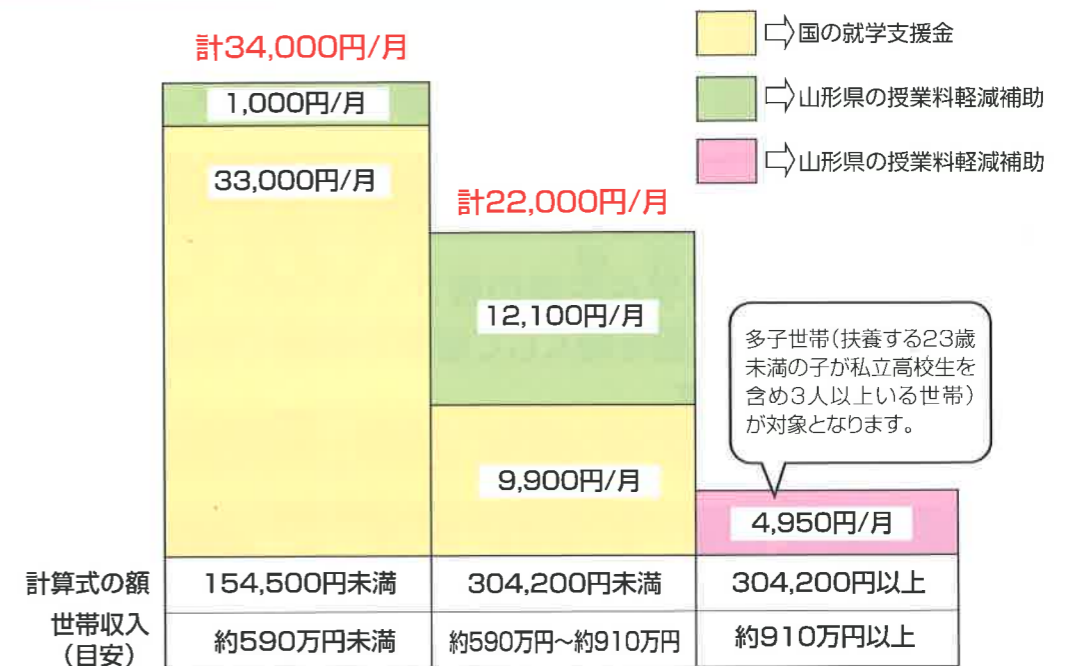 計34,000円/月
1,000円/月
33,000円/月
計22,000円/月
12,100円/月
9,900円/月
国の就学支援金
山形県の授業料軽減補助
山形県の授業料軽減補助
多子世帯(扶養する23歳
未満の子が私立高校生を
含め3人以上いる世帯)
が対象となります。
4,950円/月
計算式の額 154,500円未満 304,200円未満 304,200円以上
世帯収入
(目安) 約590万円未満 約590万円~約910万円 約910万円以上